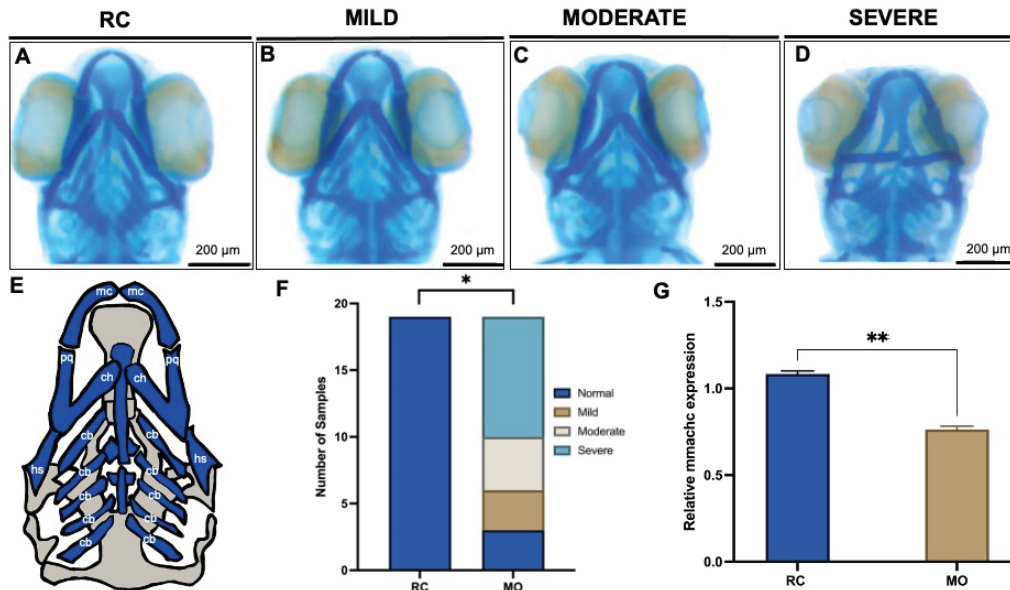 RC MILD MODERATE SEVERE
A B C D
200 µm 200 µm 200 µm 200 µm
E
mc mc
pq pq
ch ch
cb cb
hs hs
cb cb
cb cb
cb cb
cb cb
F
*
20
15
10
5
0
Number of Samples
RC MO
Normal
Mild
Moderate
Severe
G
**
1.5
1.0
0.5
0.0
Relative mmachc expression
RC MO